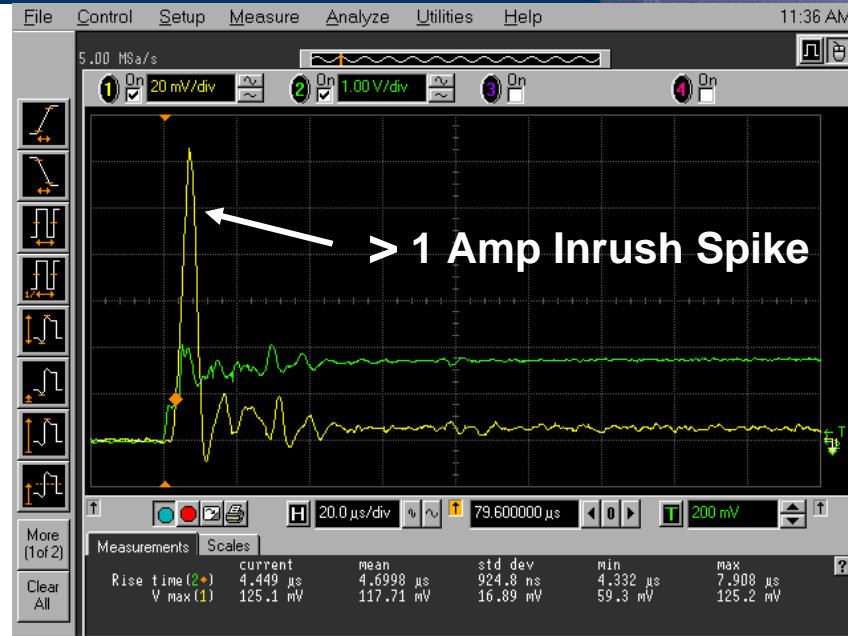 File Control Setup Measure Analyze Utilities Help 11:36 AM
5.00 MSa/s
1 On 20 mV/div 2 On 1.00 V/div 3 On 4 On
> 1 Amp Inrush Spike
T
H 20.0 µs/div 79.600000 µs 0 T 200 mV
More
(1of 2)
Clear
All
Measurements Scales
current mean std dev min max ?
Rise time(2) 4.449 µs 4.6998 µs 924.8 ns 4.332 µs 7.908 µs
V max(1) 125.1 mV 117.71 mV 16.89 mV 59.3 mV 125.2 mV